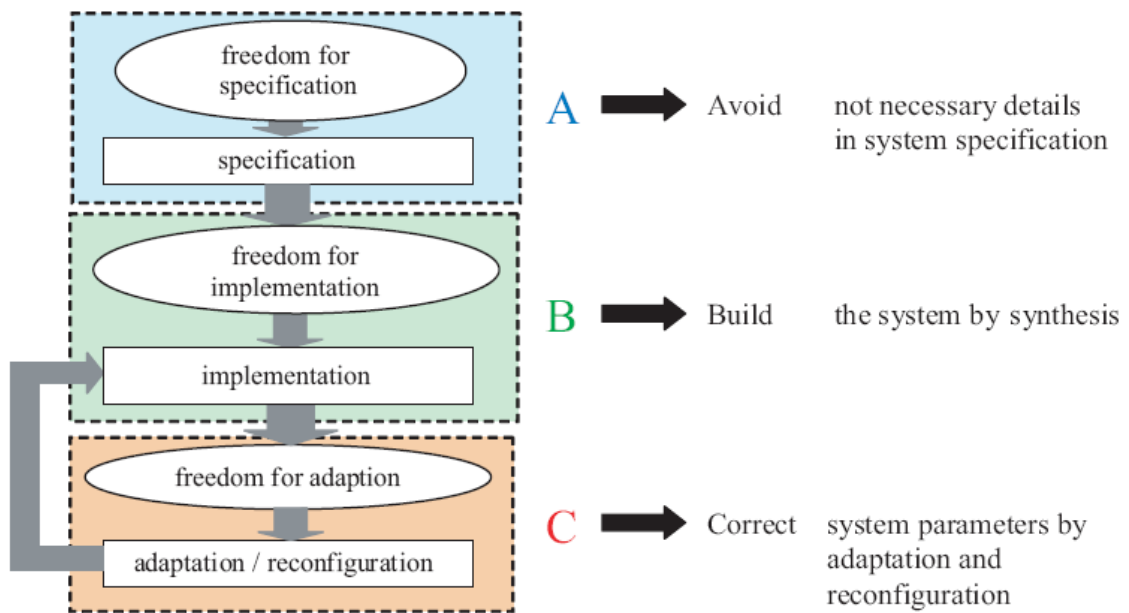 freedom for
specification
specification
A
Avoid
not necessary details
in system specification
freedom for
implementation
implementation
B
Build
the system by synthesis
freedom for adaption
adaptation / reconfiguration
C
Correct
system parameters by
adaptation and
reconfiguration